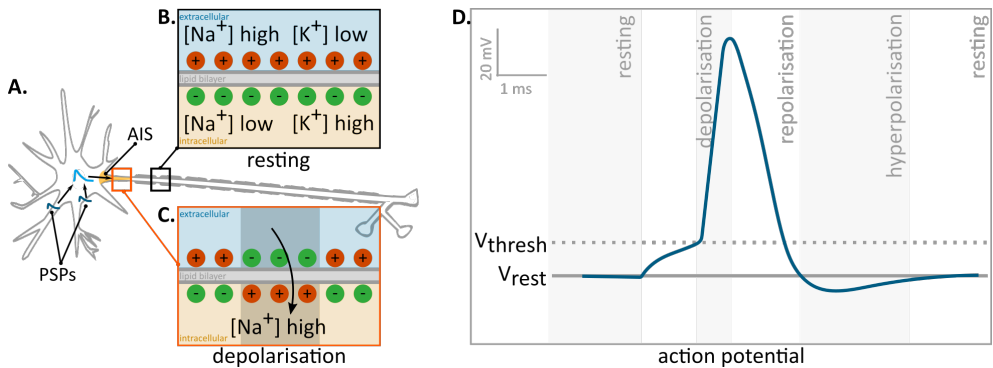 A.
AIS
PSPs
B.
extracellular
[Na⁺] high [K⁺] low
+ + + + + + +
lipid bilayer
- - - - - - -
[Na⁺] low [K⁺] high
intracellular
resting
C.
extracellular
+ + - - - + +
lipid bilayer
- - + + + - -
[Na⁺] high
intracellular
depolarisation
D.
20 mV
1 ms
resting
depolarisation
repolarisation
hyperpolarisation
resting
Vthresh
Vrest
action potential